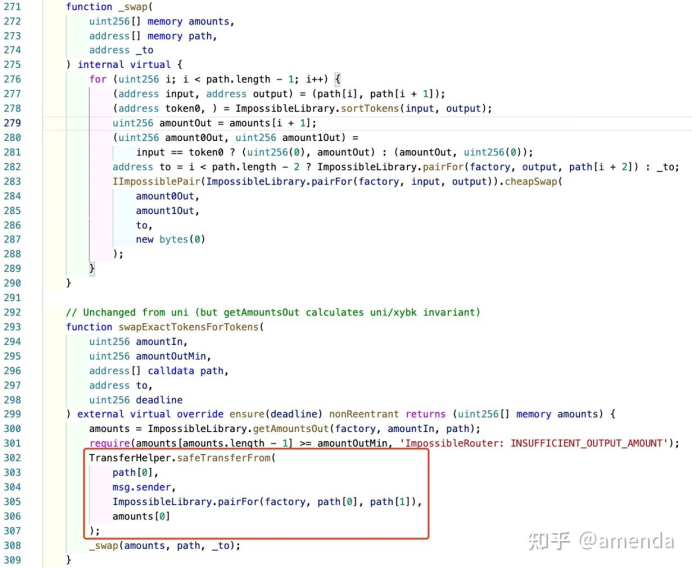 271 function _swap(
272 uint256[] memory amounts,
273 address[] memory path,
274 address _to
275 ) internal virtual {
276 for (uint256 i; i < path.length - 1; i++) {
277 (address input, address output) = (path[i], path[i + 1]);
278 (address token0, ) = ImpossibleLibrary.sortTokens(input, output);
279 uint256 amountOut = amounts[i + 1];
280 (uint256 amount0Out, uint256 amount1Out) =
281 input == token0 ? (uint256(0), amountOut) : (amountOut, uint256(0));
282 address to = i < path.length - 2 ? ImpossibleLibrary.pairFor(factory, output, path[i + 2]) : _to;
283 IImpossiblePair(ImpossibleLibrary.pairFor(factory, input, output)).cheapSwap(
284 amount0Out,
285 amount1Out,
286 to,
287 new bytes(0)
288 );
289 }
290 }
291
292 // Unchanged from uni (but getAmountsOut calculates uni/xybk invariant)
293 function swapExactTokensForTokens(
294 uint256 amountIn,
295 uint256 amountOutMin,
296 address[] calldata path,
297 address to,
298 uint256 deadline
299 ) external virtual override ensure(deadline) nonReentrant returns (uint256[] memory amounts) {
300 amounts = ImpossibleLibrary.getAmountsOut(factory, amountIn, path);
301 require(amounts[amounts.length - 1] >= amountOutMin, 'ImpossibleRouter: INSUFFICIENT_OUTPUT_AMOUNT');
302 TransferHelper.safeTransferFrom(
303 path[0],
304 msg.sender,
305 ImpossibleLibrary.pairFor(factory, path[0], path[1]),
306 amounts[0]
307 );
308 _swap(amounts, path, _to);
309 }
知乎 @amenda